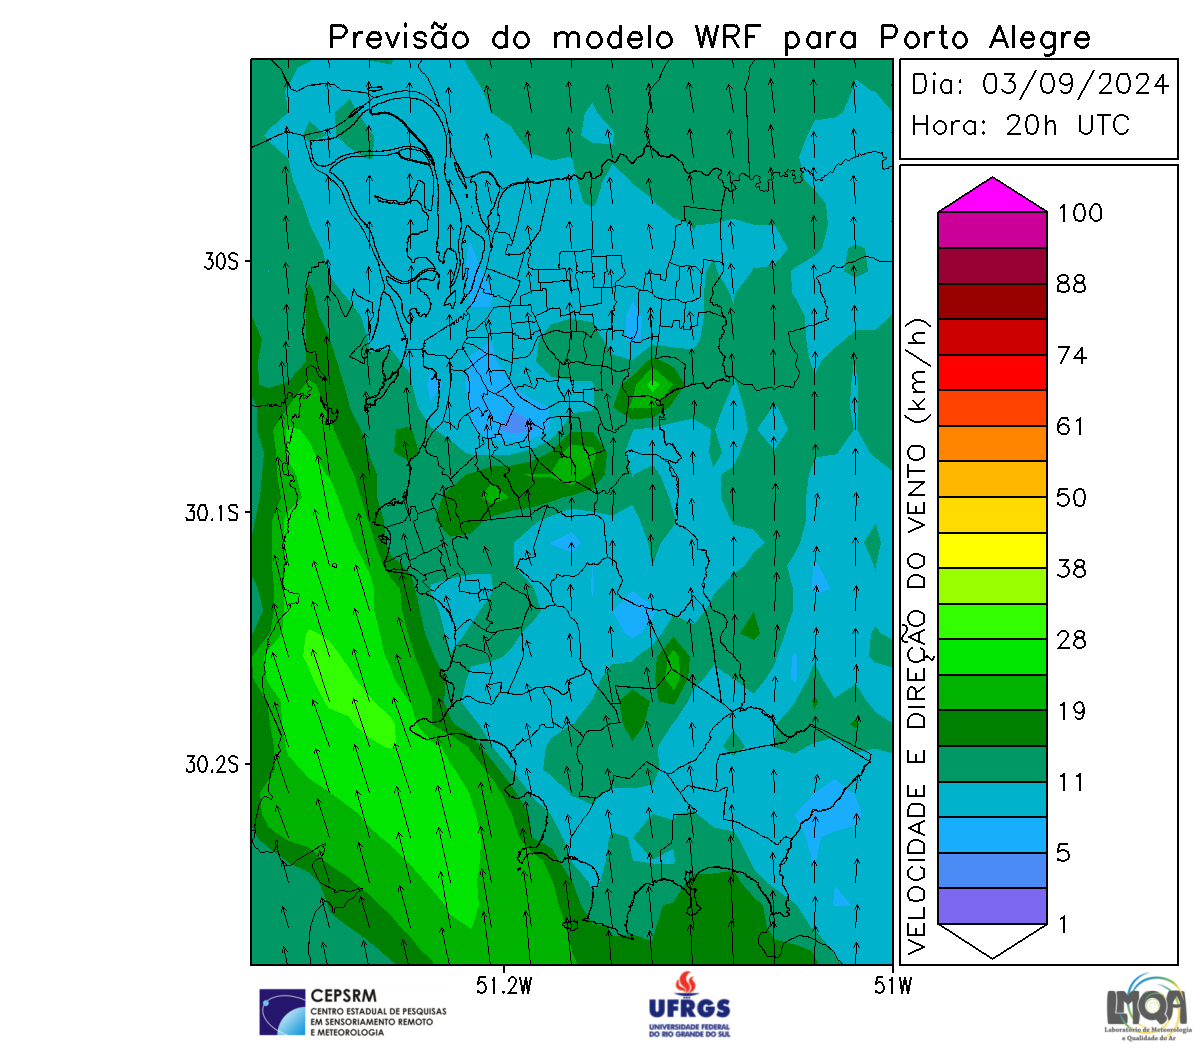 Previsão do modelo WRF para Porto Alegre
Dia: 03/09/2024
Hora: 20h UTC
100
88
74
61
50
38
28
19
11
5
1
VELOCIDADE E DIREÇÃO DO VENTO (km/h)
30S
30.1S
30.2S
51.2W
51W
CEPSRM
CENTRO ESTADUAL DE PESQUISAS
EM SENSORIAMENTO REMOTO
E METEOROLOGIA
UFRGS
UNIVERSIDADE FEDERAL
DO RIO GRANDE DO SUL
LMQA
Laboratório de Meteorologia
e Qualidade do Ar